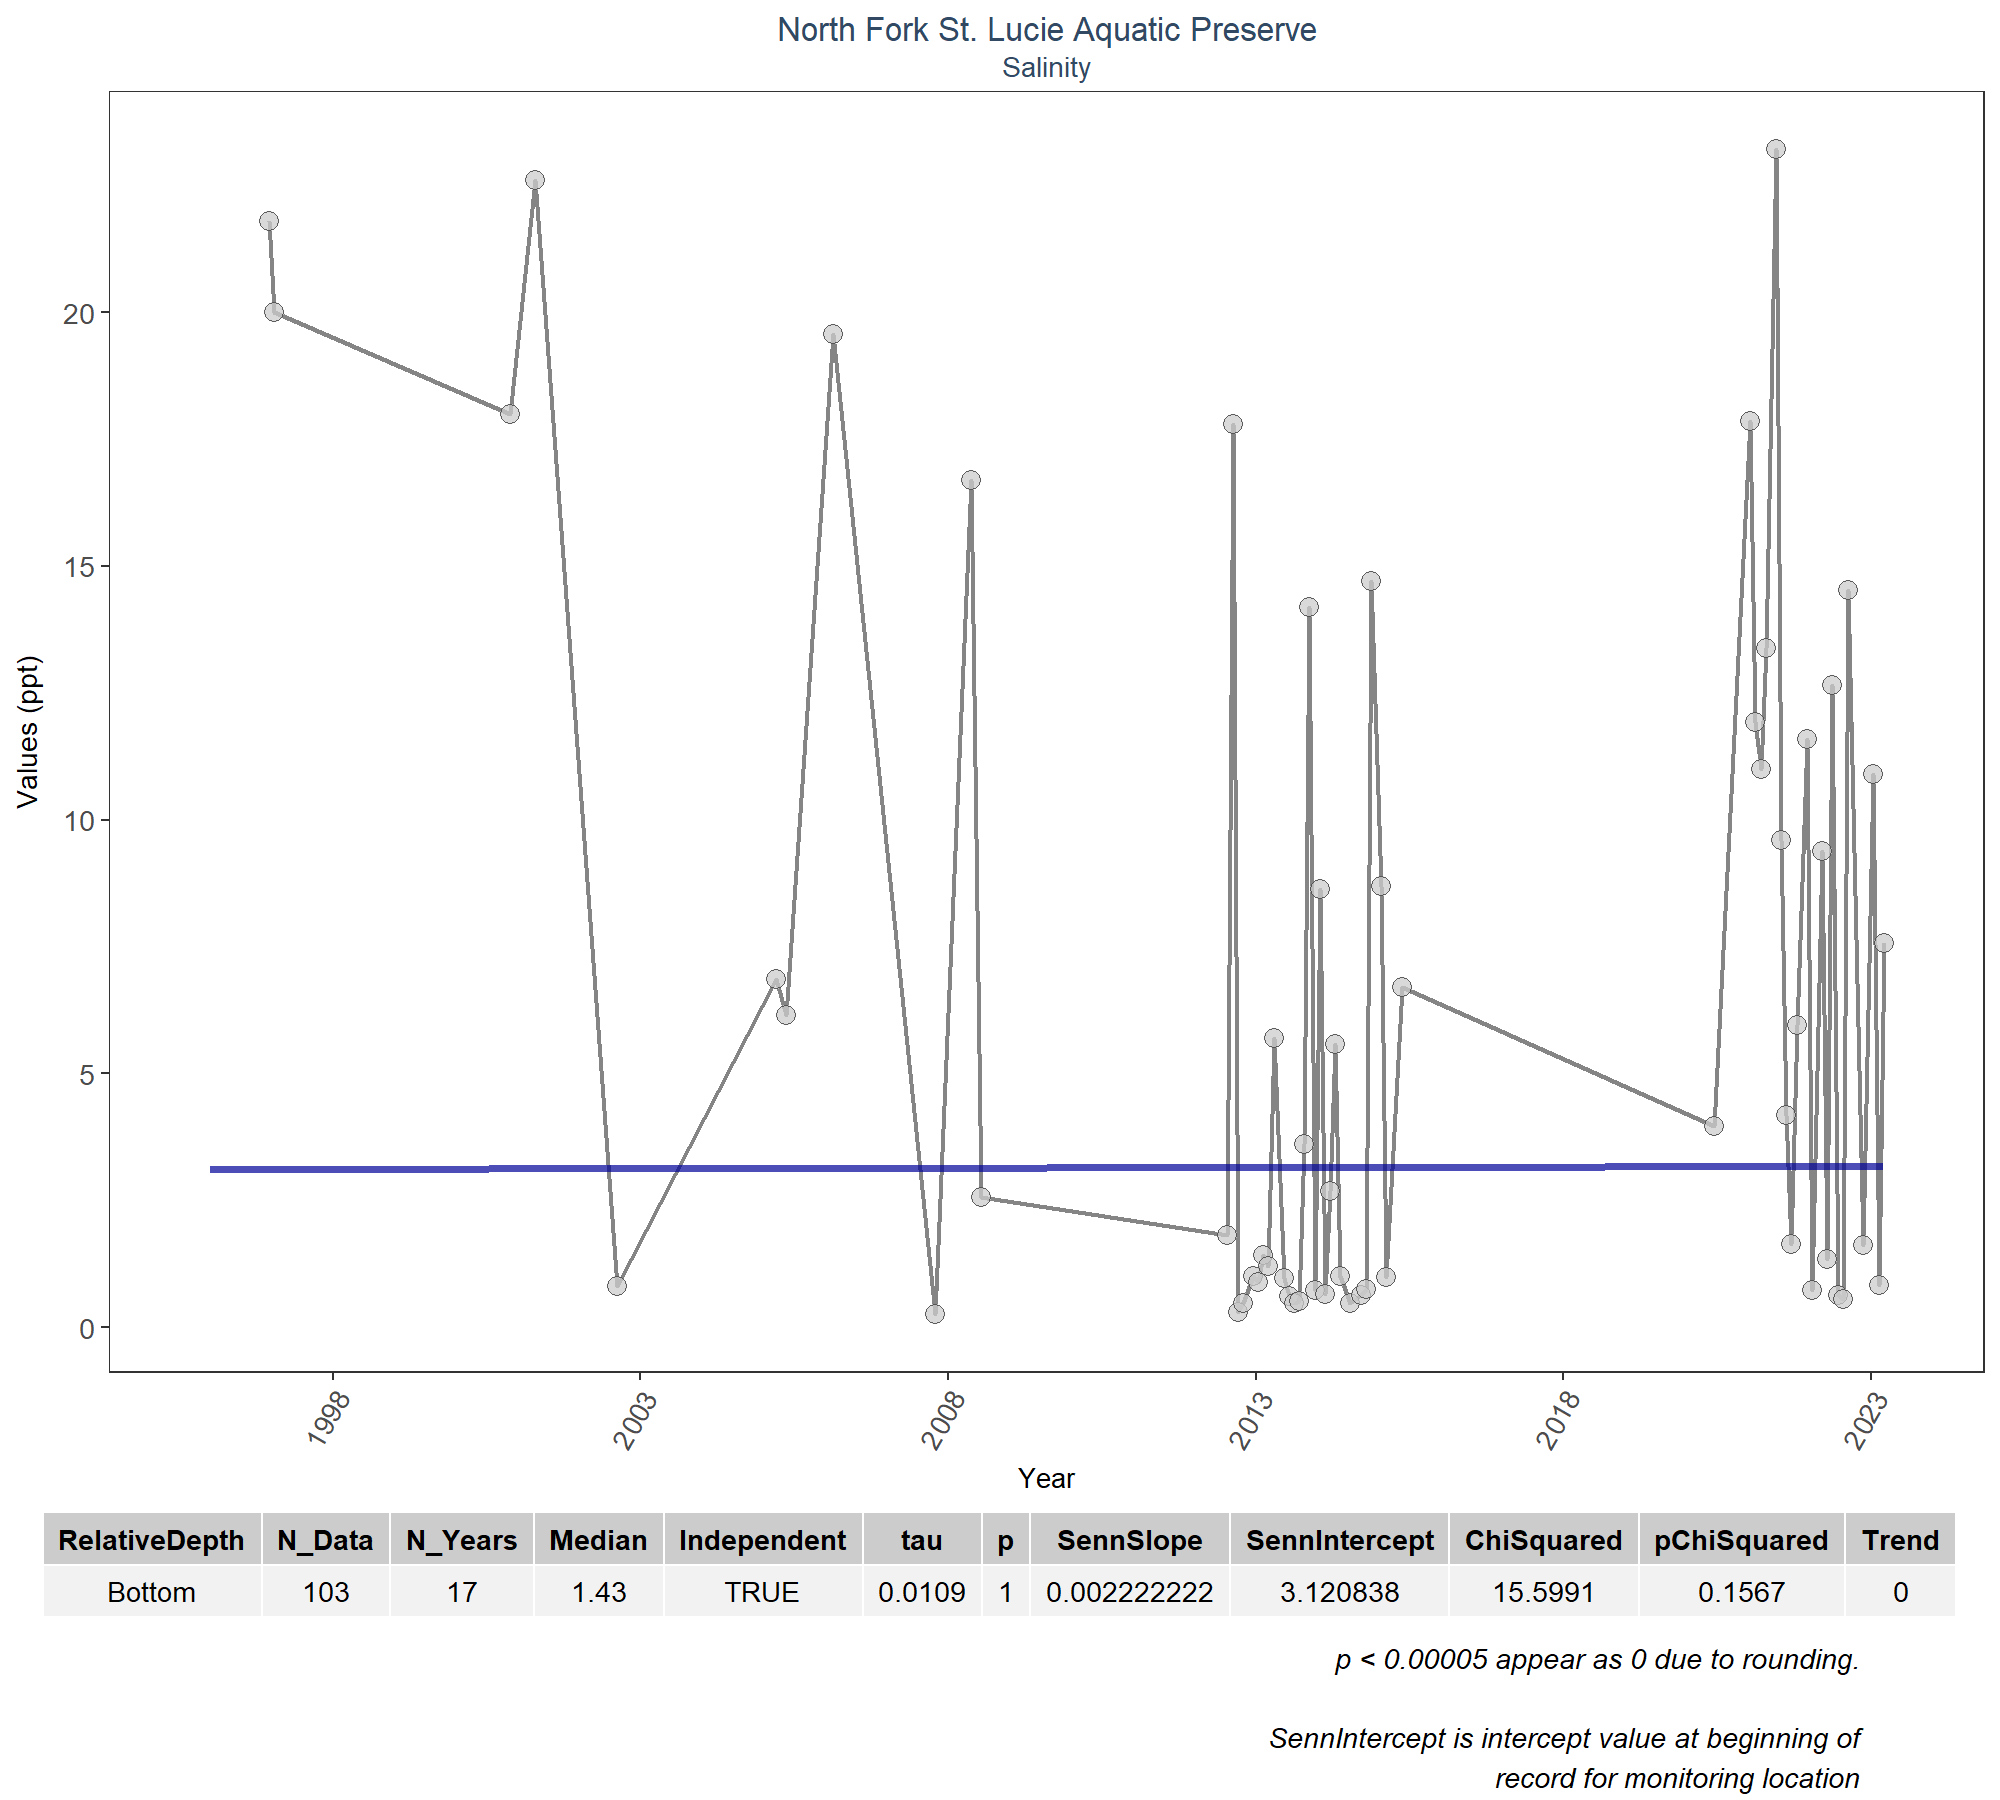 North Fork St. Lucie Aquatic Preserve
Salinity
Values (ppt)
20
15
10
5
0
1998 2003 2008 2013 2018 2023
Year
RelativeDepth N_Data N_Years Median Independent tau p SennSlope SennIntercept ChiSquared pChiSquared Trend
Bottom 103 17 1.43 TRUE 0.0109 1 0.002222222 3.120838 15.5991 0.1567 0
p < 0.00005 appear as 0 due to rounding.
SennIntercept is intercept value at beginning of
record for monitoring location